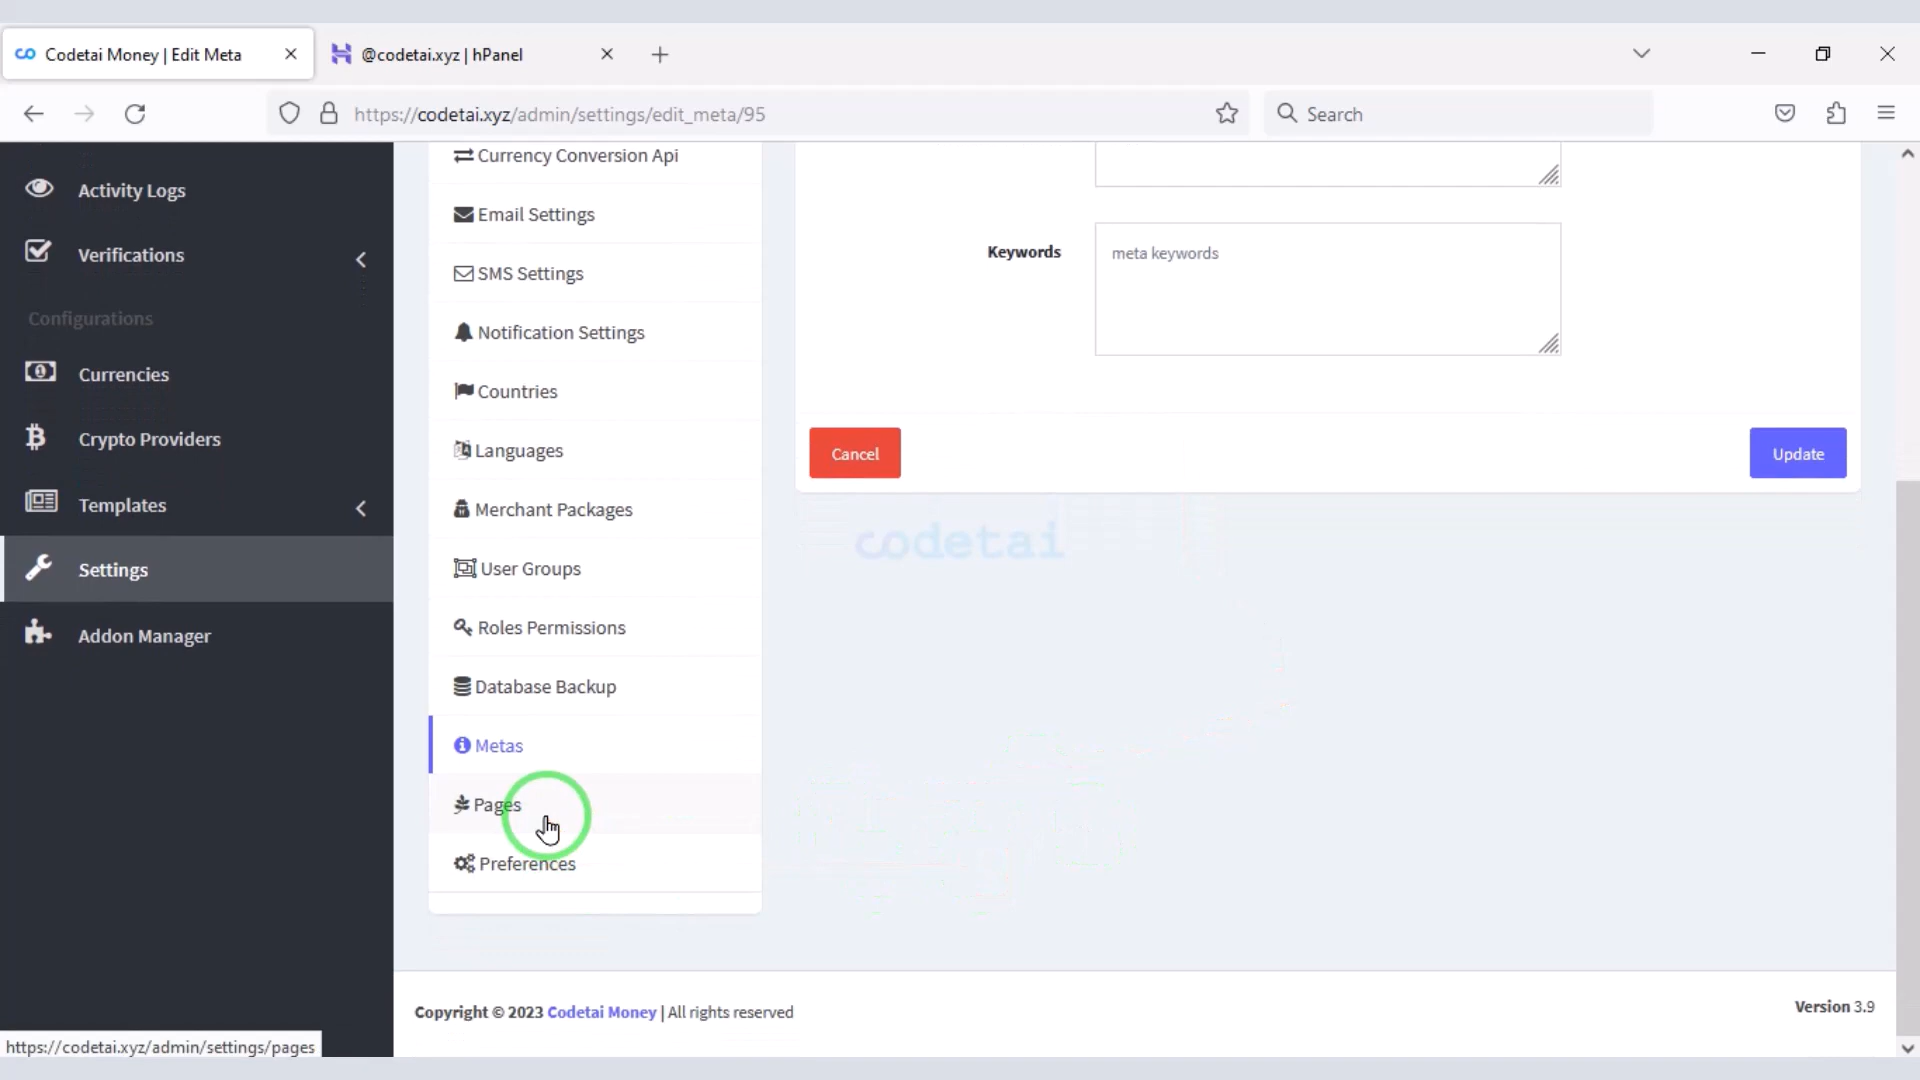 Codetai Money | Edit Meta
@codetai.xyz | hPanel
https://codetai.xyz/admin/settings/edit_meta/95
Search
Activity Logs
Verifications
Configurations
Currencies
Crypto Providers
Templates
Settings
Addon Manager
Currency Conversion Api
Email Settings
SMS Settings
Notification Settings
Countries
Languages
Merchant Packages
User Groups
Roles Permissions
Database Backup
Metas
Pages
Preferences
Keywords
meta keywords
Cancel
Update
codetai
Copyright © 2023 Codetai Money | All rights reserved
Version 3.9
https://codetai.xyz/admin/settings/pages